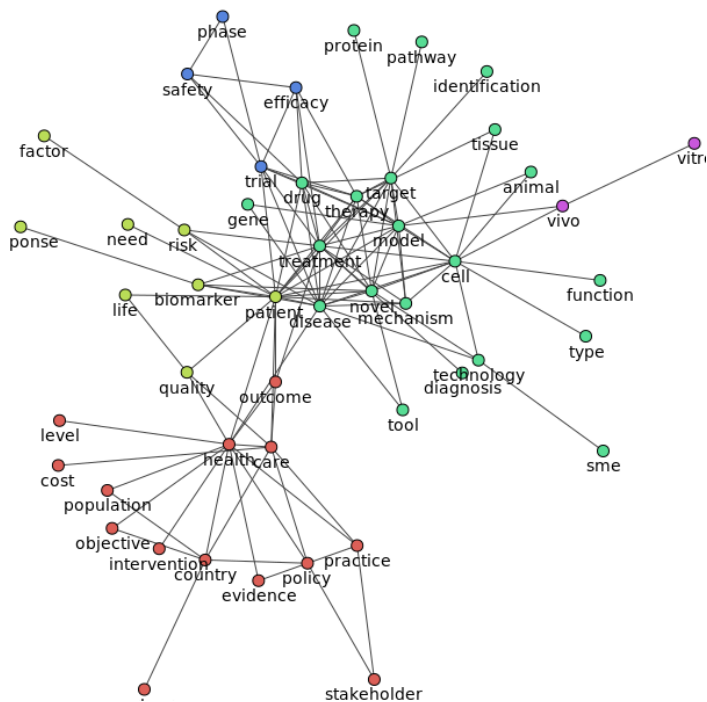 phase
protein
pathway
safety
identification
efficacy
tissue
factor
vitro
trial
drug
target
animal
therapy
gene
vivo
ponse
need
risk
model
treatment
cell
biomarker
function
life
patient
novel
disease
mechanism
type
technology
quality
diagnosis
outcome
tool
level
health
care
sme
cost
population
objective
intervention
practice
country
policy
evidence
stakeholder